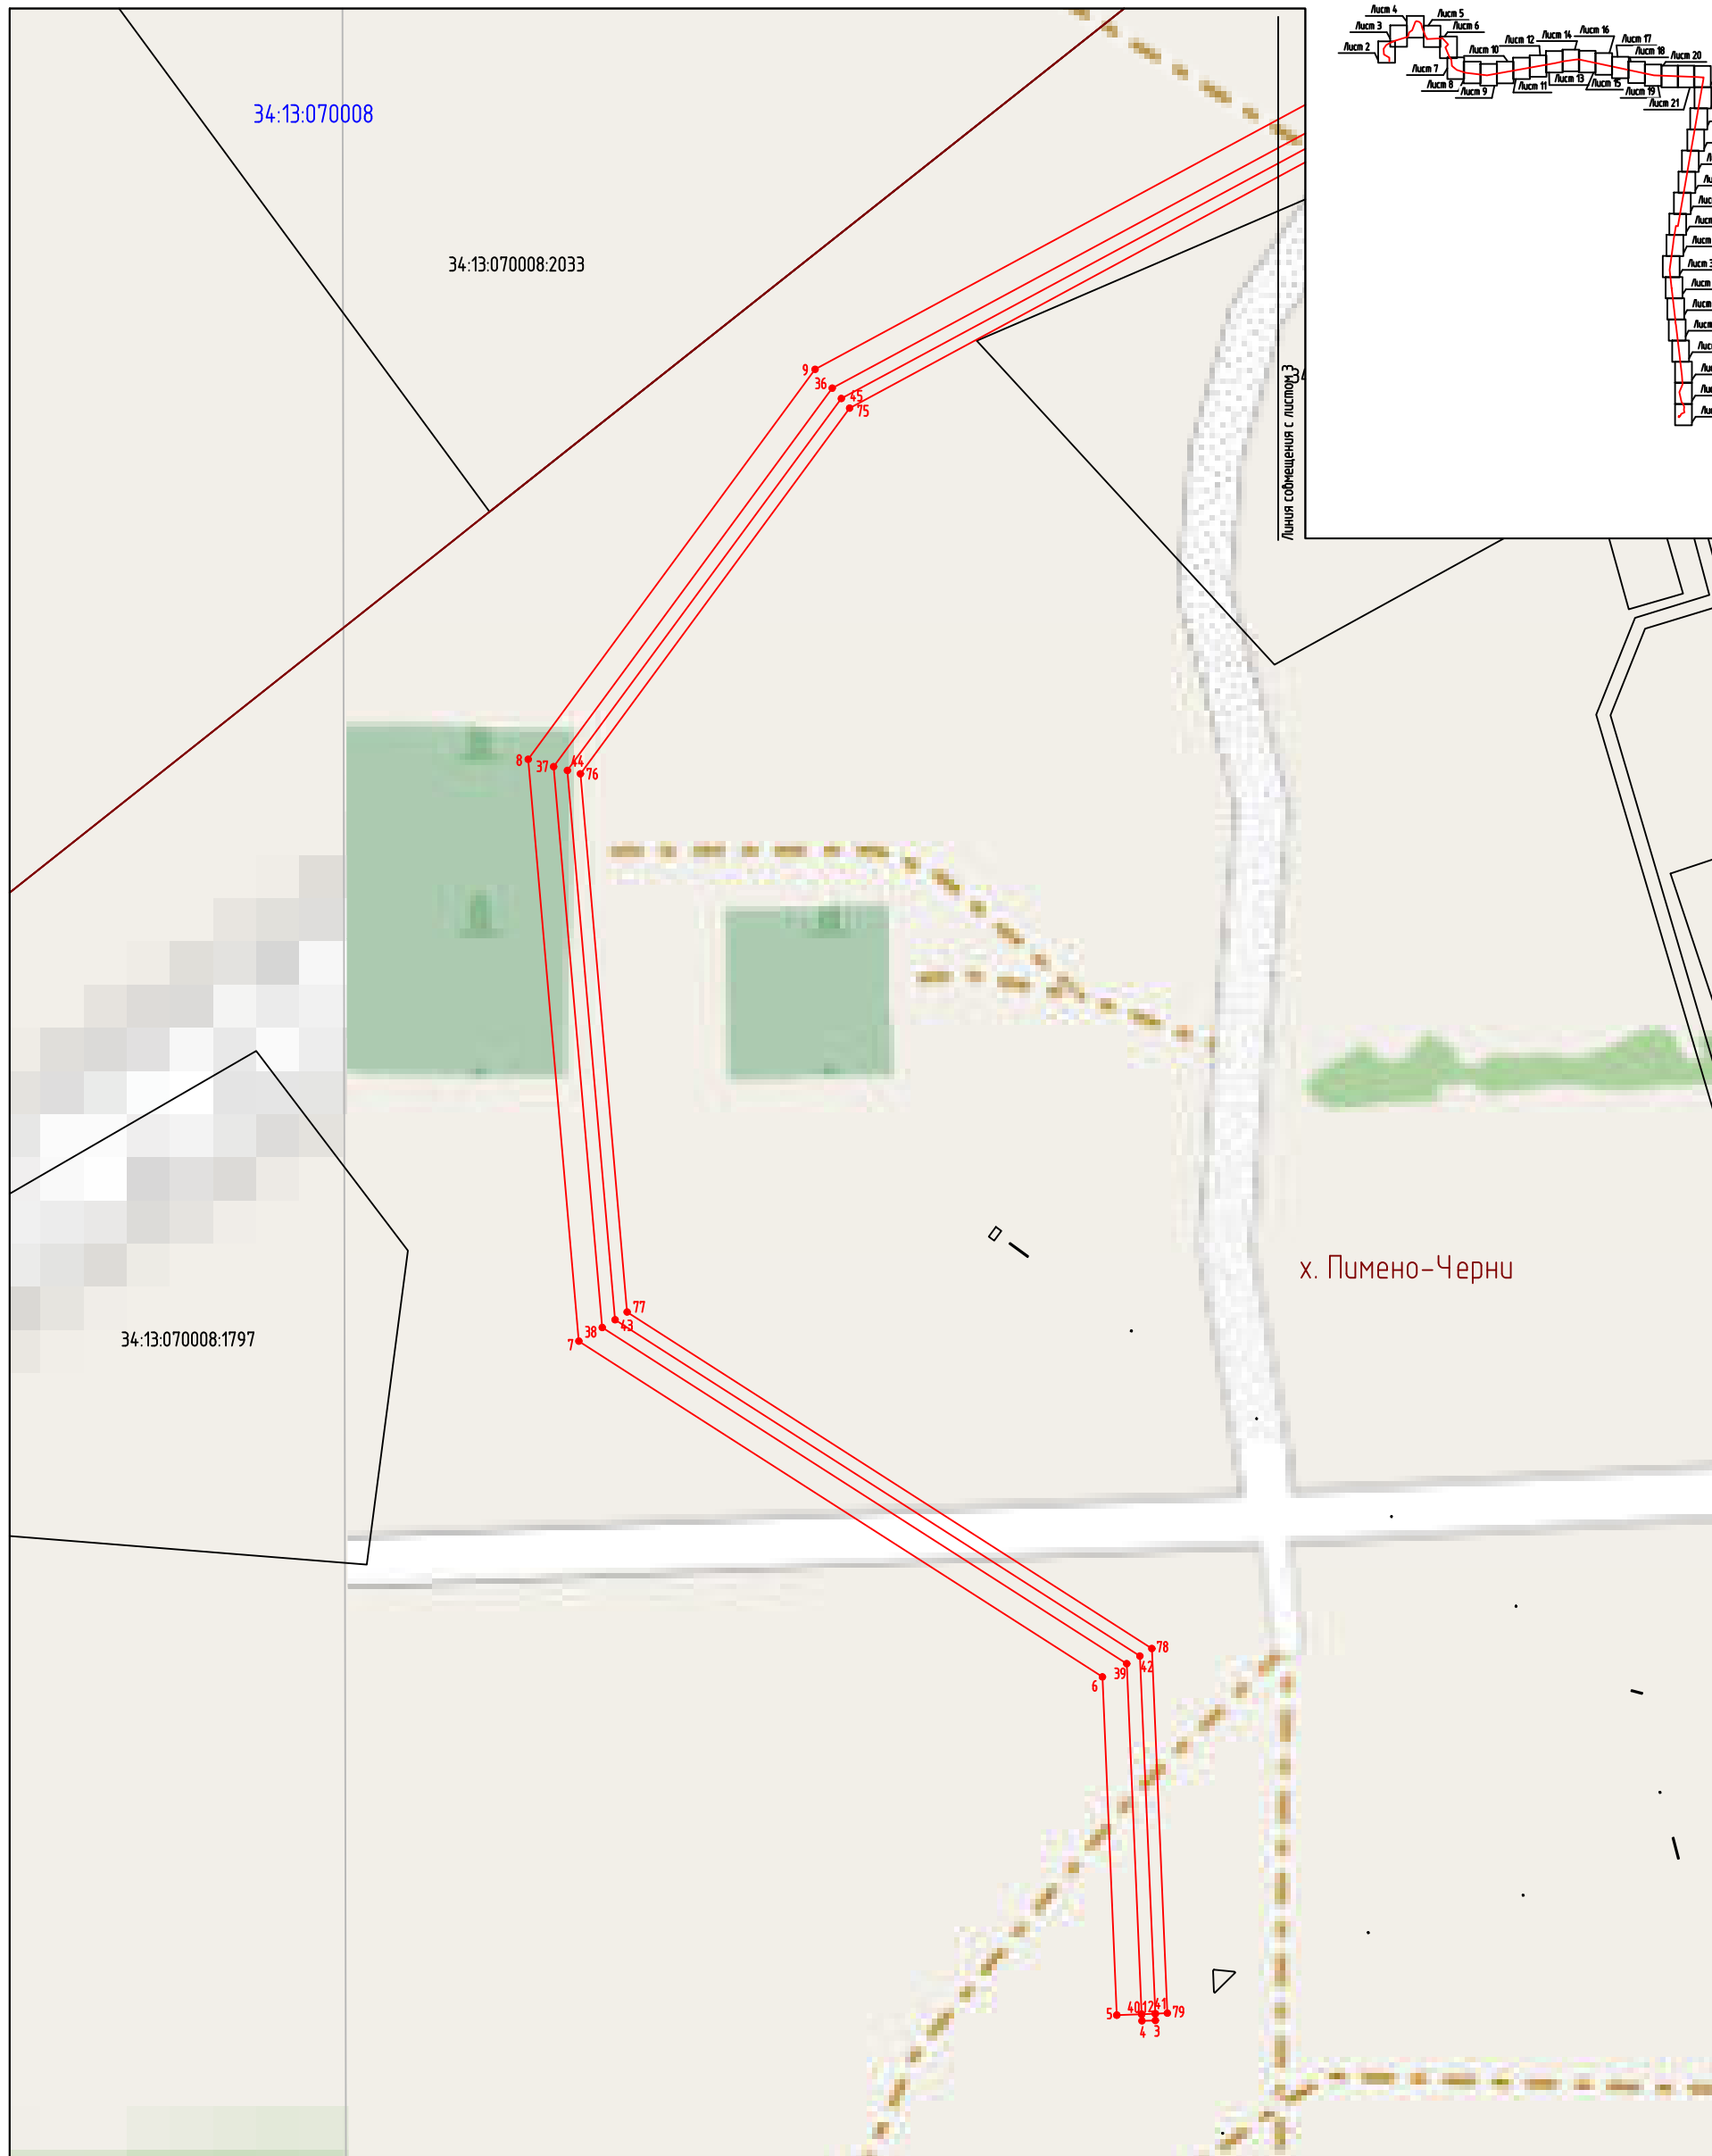 Лист 4
Лист 5
Лист 3
Лист 6
Лист 2
Лист 7
Лист 8
Лист 9
Лист 10
Лист 11
Лист 12
Лист 14
Лист 16
Лист 13
Лист 15
Лист 17
Лист 18
Лист 19
Лист 20
Лист 21
34:13:070008
34:13:070008:2033
Линия совмещения с листом 3
34
9
36
45
75
8
37
44
76
х. Пимено-Черни
34:13:070008:1797
77
43
38
7
78
42
39
6
5
40
1
2
41
79
4
3